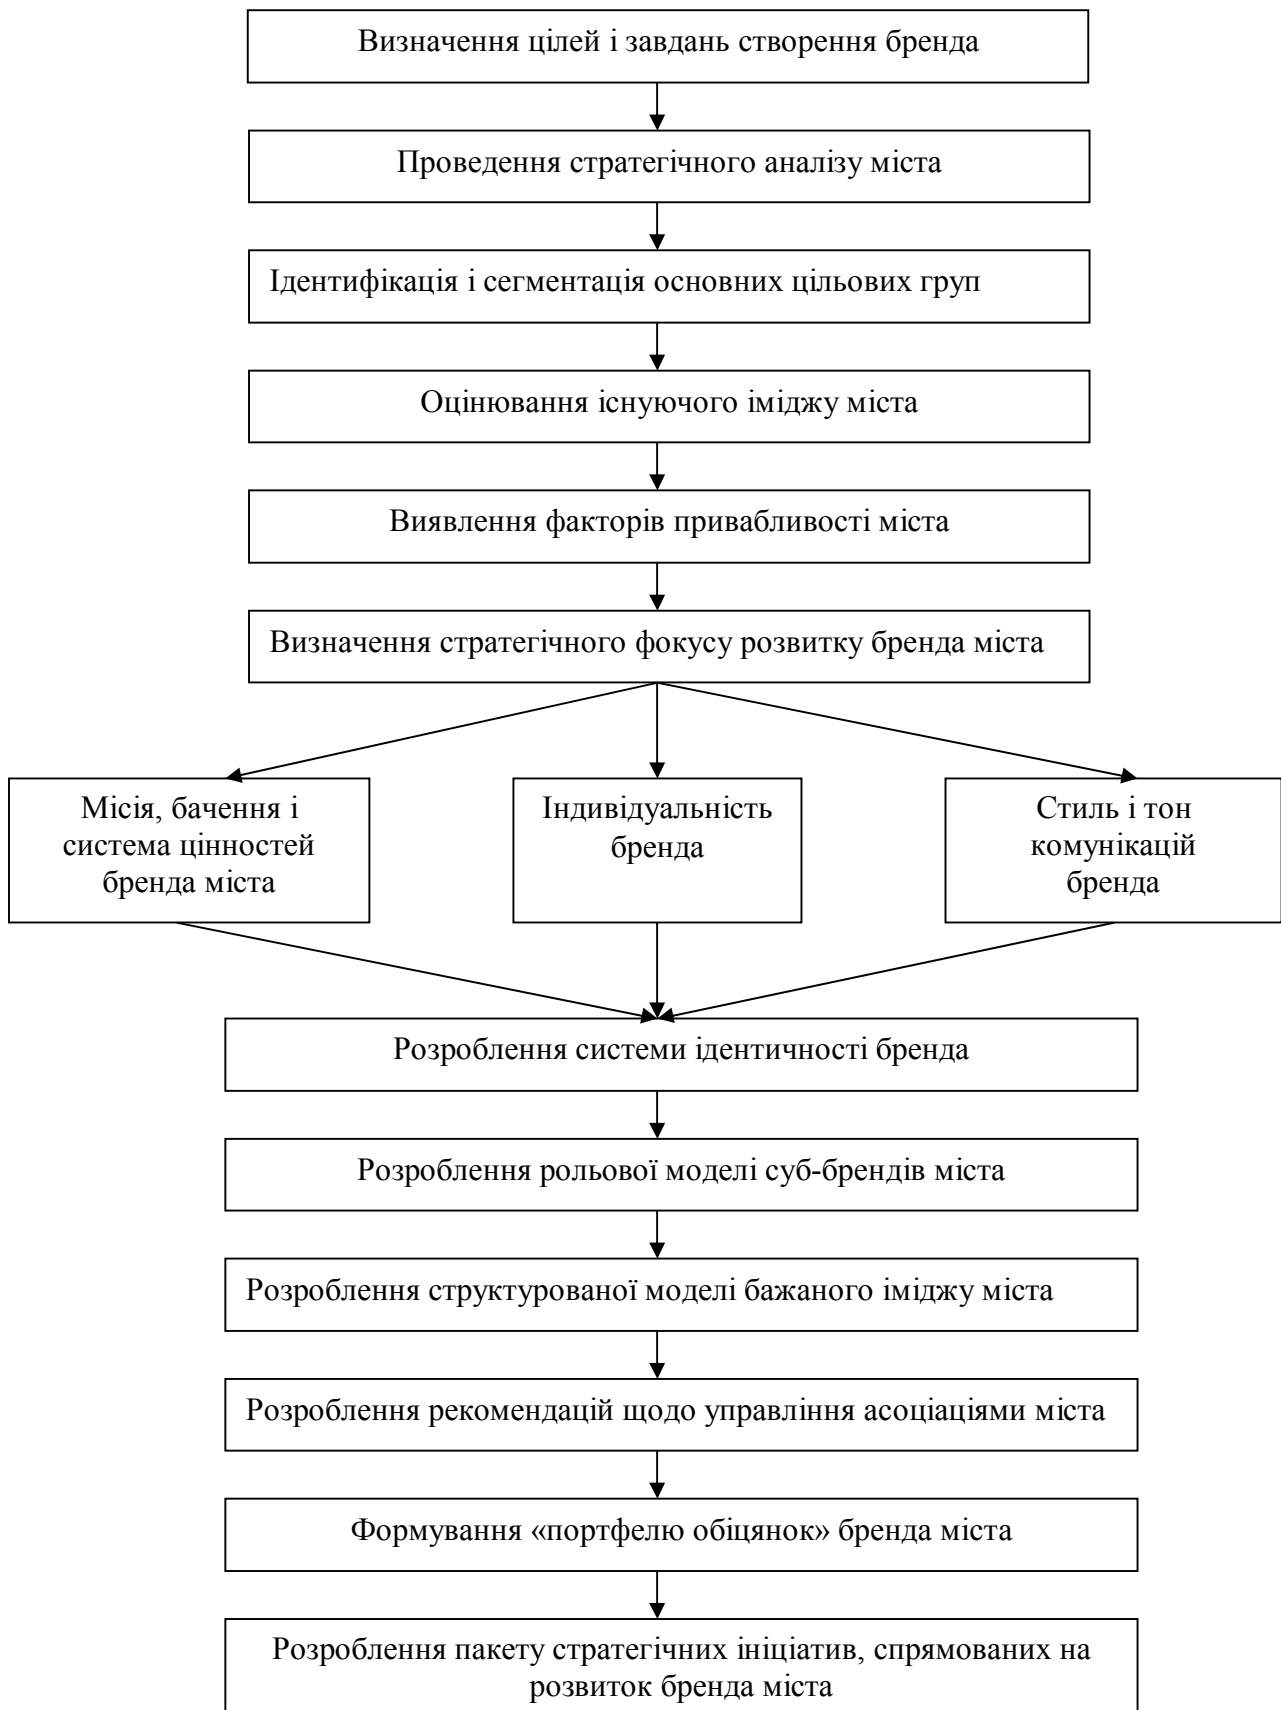 Визначення цілей і завдань створення бренда
Проведення стратегічного аналізу міста
Ідентифікація і сегментація основних цільових груп
Оцінювання існуючого іміджу міста
Виявлення факторів привабливості міста
Визначення стратегічного фокусу розвитку бренда міста
Місія, бачення і
система цінностей
бренда міста
Індивідуальність
бренда
Стиль і тон
комунікацій
бренда
Розроблення системи ідентичності бренда
Розроблення рольової моделі суб-брендів міста
Розроблення структурованої моделі бажаного іміджу міста
Розроблення рекомендацій щодо управління асоціаціями міста
Формування «портфелю обіцянок» бренда міста
Розроблення пакету стратегічних ініціатив, спрямованих на
розвиток бренда міста